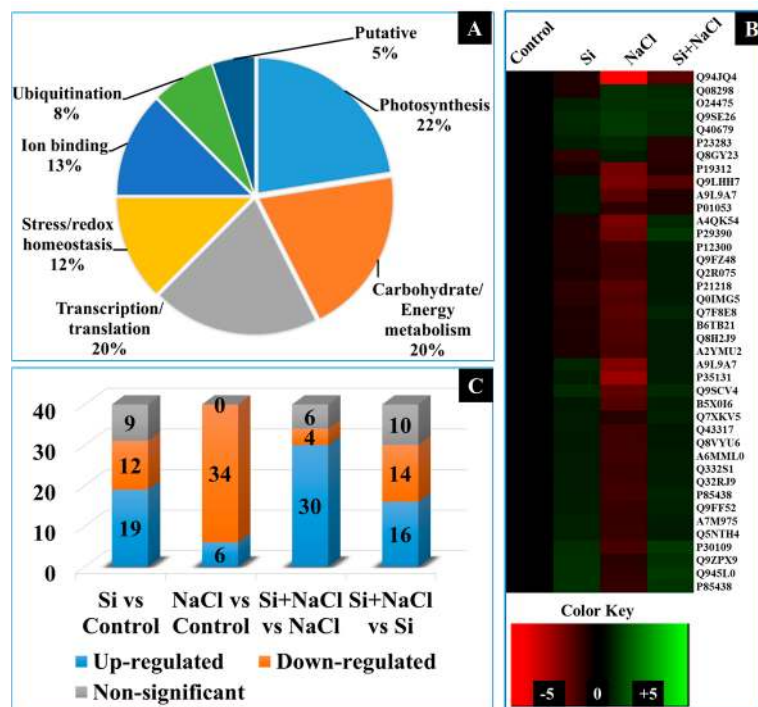 A
Putative
5%
Ubiquitination
8%
Photosynthesis
22%
Ion binding
13%
Stress/redox
homeostasis
12%
Transcription/
translation
20%
Carbohydrate/
Energy
metabolism
20%
B
Control
Si
NaCl
Si+NaCl
Q94JQ4
Q08298
O24475
Q9SE26
Q40679
P23283
Q8GY23
P19312
Q9LHH7
A9L9A7
P01053
A4QK54
P29390
P12300
Q9FZ48
Q2R075
P21218
Q0IMG5
Q7F8E8
B6TB21
Q8H2J9
A2YMU2
A9L9A7
P35131
Q9SCV4
B5X0I6
Q7XKV5
Q43317
Q8VYU6
A6MML0
Q332S1
Q32RJ9
P85438
Q9FF52
A7M975
Q5NTH4
P30109
Q9ZPX9
Q945L0
P85438
Color Key
-5 0 +5
C
40
30
20
10
0
9
12
19
0
34
6
6
4
30
10
14
16
Si vs
Control
NaCl vs
Control
Si+NaCl
vs NaCl
Si+NaCl
vs Si
Up-regulated
Down-regulated
Non-significant